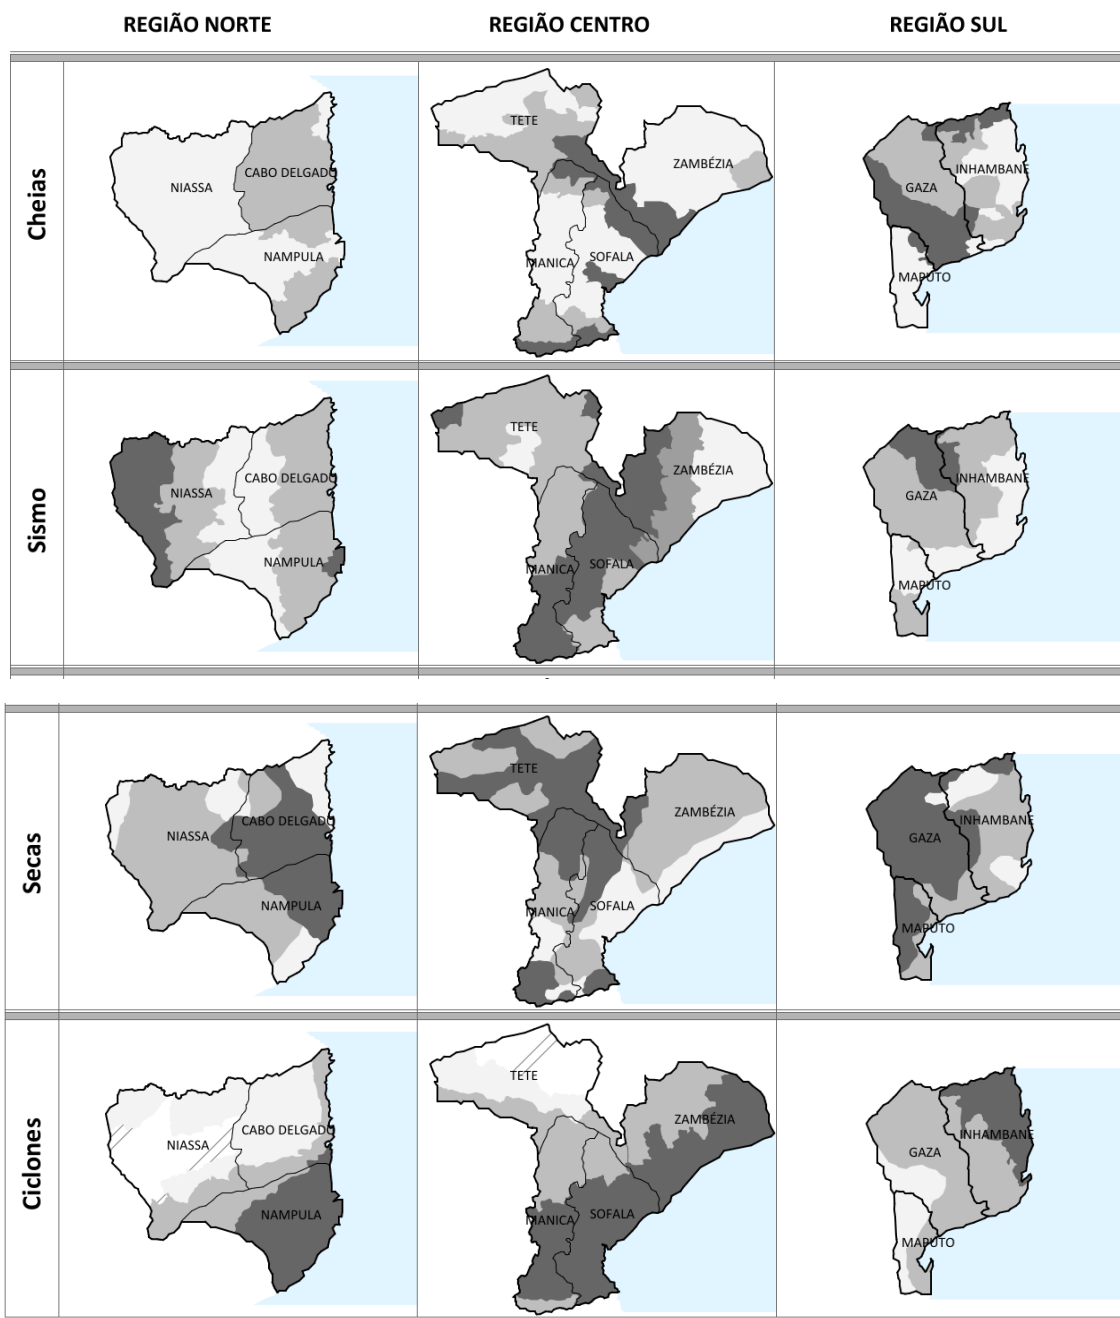 REGIÃO NORTE REGIÃO CENTRO REGIÃO SUL
Cheias
NIASSA
CABO DELGADO
NAMPULA
TETE
ZAMBÉZIA
MANICA
SOFALA
GAZA
INHAMBANE
MAPUTO
Sismo
NIASSA
CABO DELGADO
NAMPULA
TETE
ZAMBÉZIA
MANICA
SOFALA
GAZA
INHAMBANE
MAPUTO
Secas
NIASSA
CABO DELGADO
NAMPULA
TETE
ZAMBÉZIA
MANICA
SOFALA
GAZA
INHAMBANE
MAPUTO
Ciclones
NIASSA
CABO DELGADO
NAMPULA
TETE
ZAMBÉZIA
MANICA
SOFALA
GAZA
INHAMBANE
MAPUTO